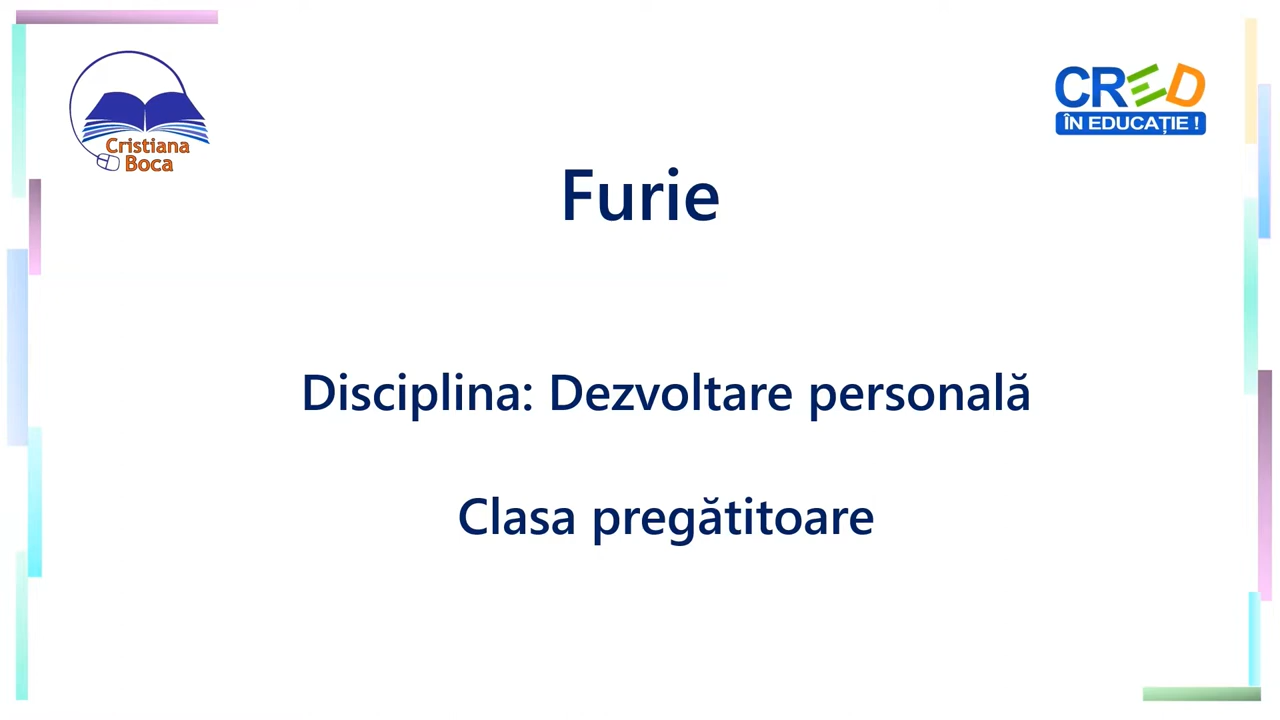 Cristiana
Boca
CRED
ÎN EDUCAȚIE !
Furie
Disciplina: Dezvoltare personală
Clasa pregătitoare